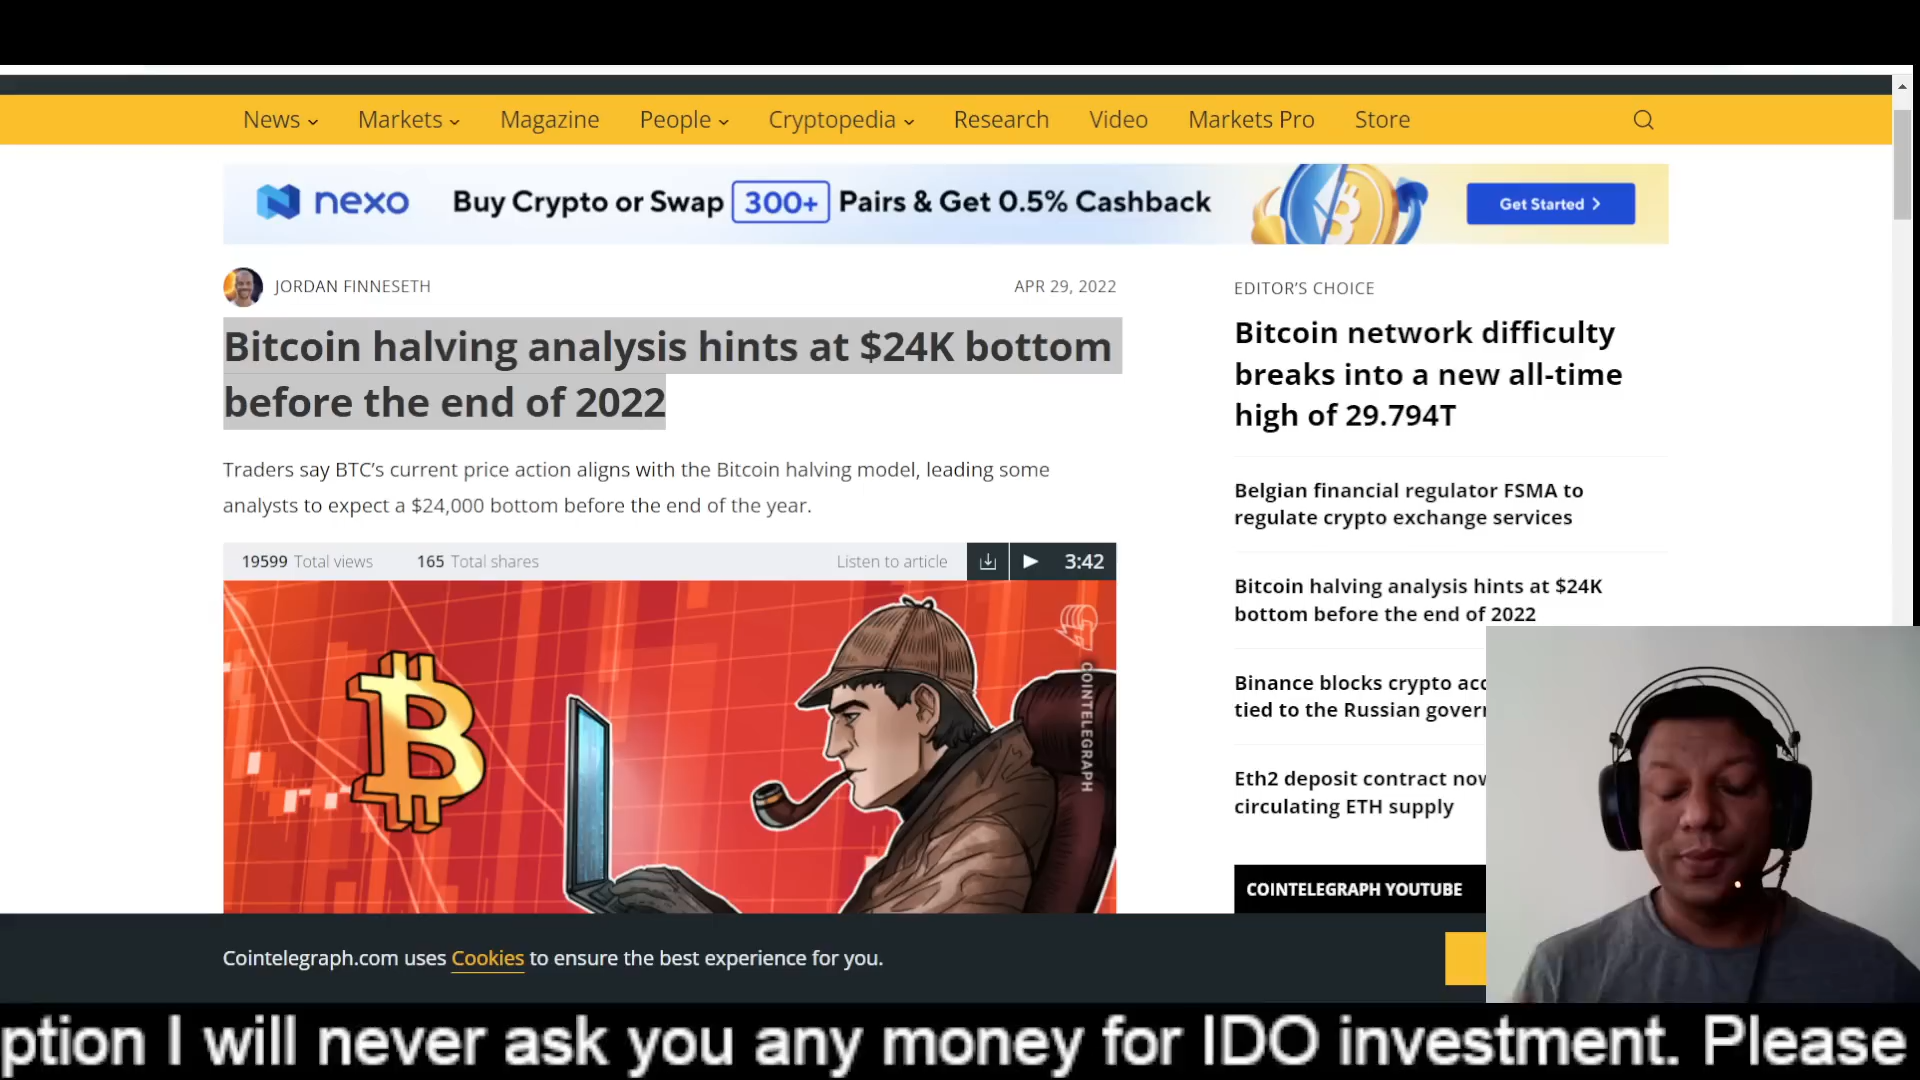 News Markets Magazine People Cryptopedia Research Video Markets Pro Store
nexo Buy Crypto or Swap 300+ Pairs & Get 0.5% Cashback Get Started
JORDAN FINNESETH APR 29, 2022
Bitcoin halving analysis hints at $24K bottom
before the end of 2022
Traders say BTC’s current price action aligns with the Bitcoin halving model, leading some
analysts to expect a $24,000 bottom before the end of the year.
19599 Total views 165 Total shares Listen to article 3:42
COINTELEGRAPH
EDITOR’S CHOICE
Bitcoin network difficulty
breaks into a new all-time
high of 29.794T
Belgian financial regulator FSMA to
regulate crypto exchange services
Bitcoin halving analysis hints at $24K
bottom before the end of 2022
Binance blocks crypto acc
tied to the Russian gover
Eth2 deposit contract now
circulating ETH supply
COINTELEGRAPH YOUTUBE
Cointelegraph.com uses Cookies to ensure the best experience for you.
ption I will never ask you any money for IDO investment. Please